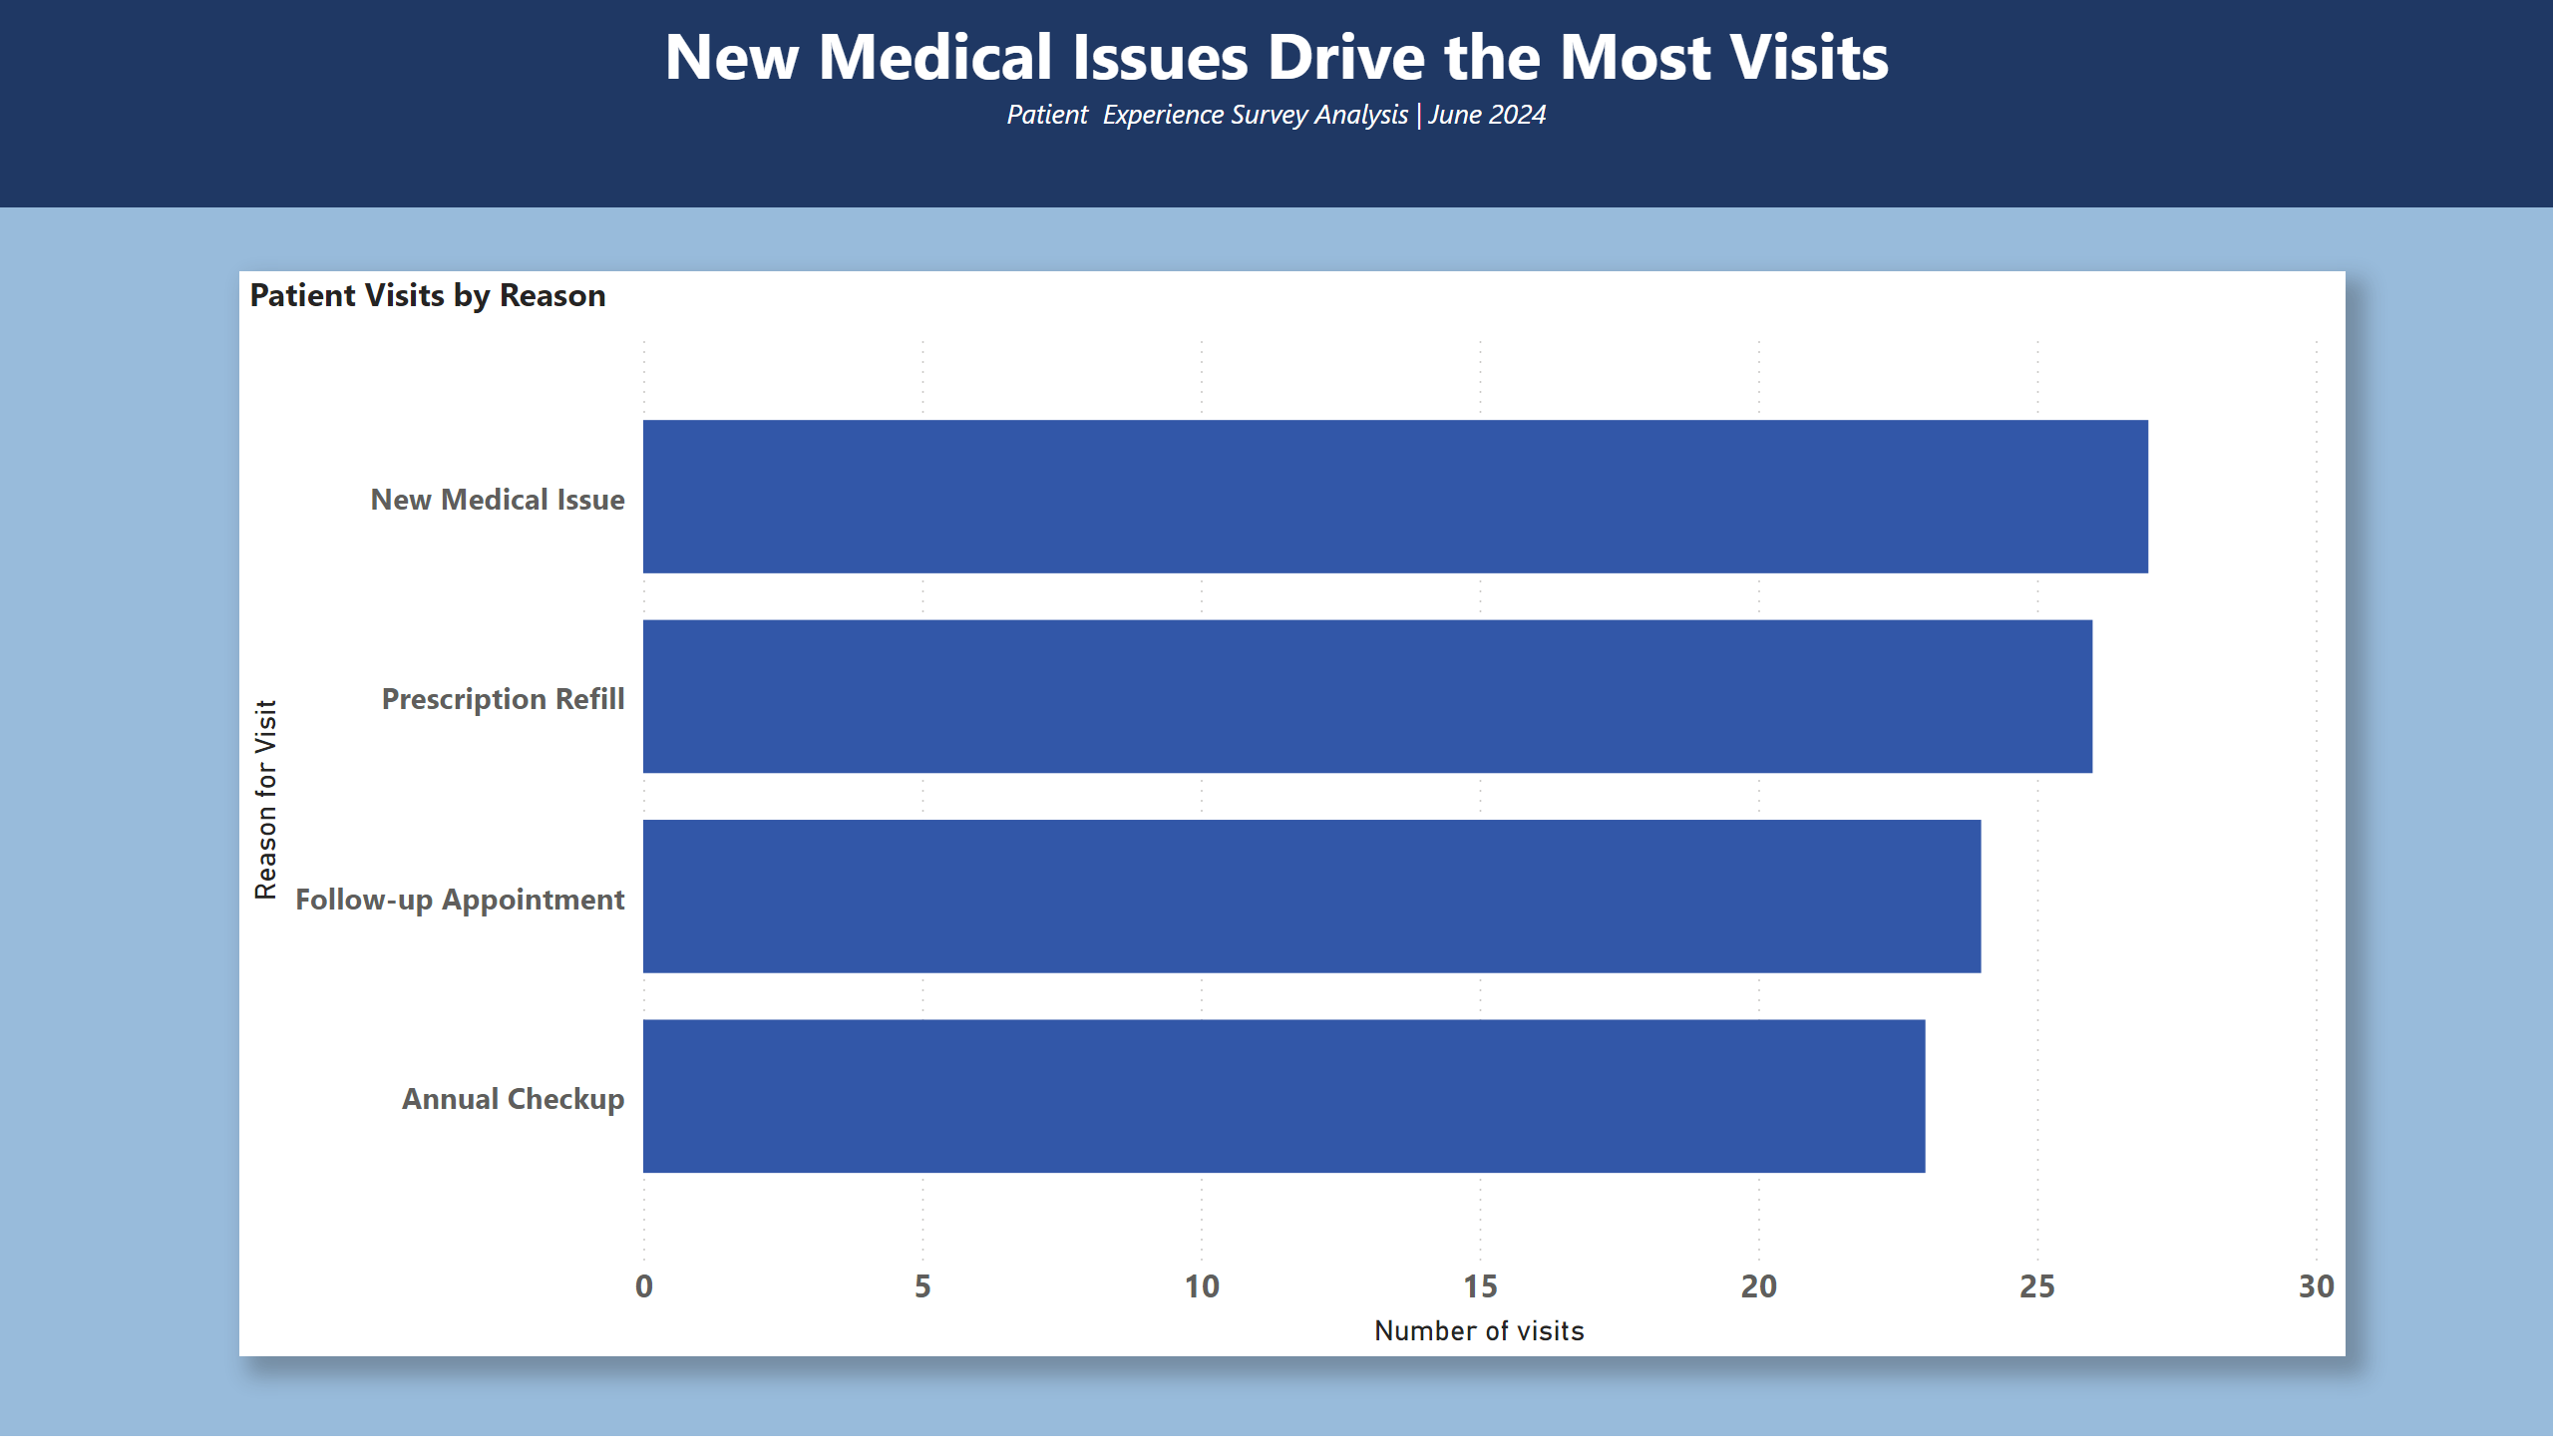 New Medical Issues Drive the Most Visits
Patient  Experience Survey Analysis | June 2024
Patient Visits by Reason
Reason for Visit
New Medical Issue
Prescription Refill
Follow-up Appointment
Annual Checkup
0 5 10 15 20 25 30
Number of visits